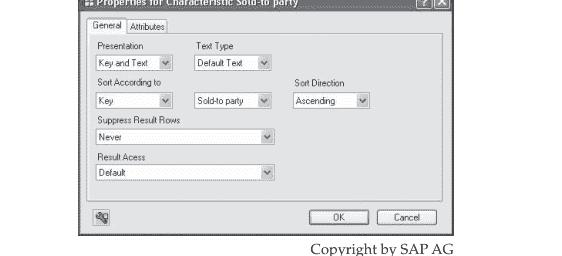 Properties for Characteristic Sold-to party
General Attributes
Presentation Text Type
Key and Text Default Text
Sort According to Sort Direction
Key Sold-to party Ascending
Suppress Result Rows
Never
Result Acess
Default
OK Cancel
Copyright by SAP AG